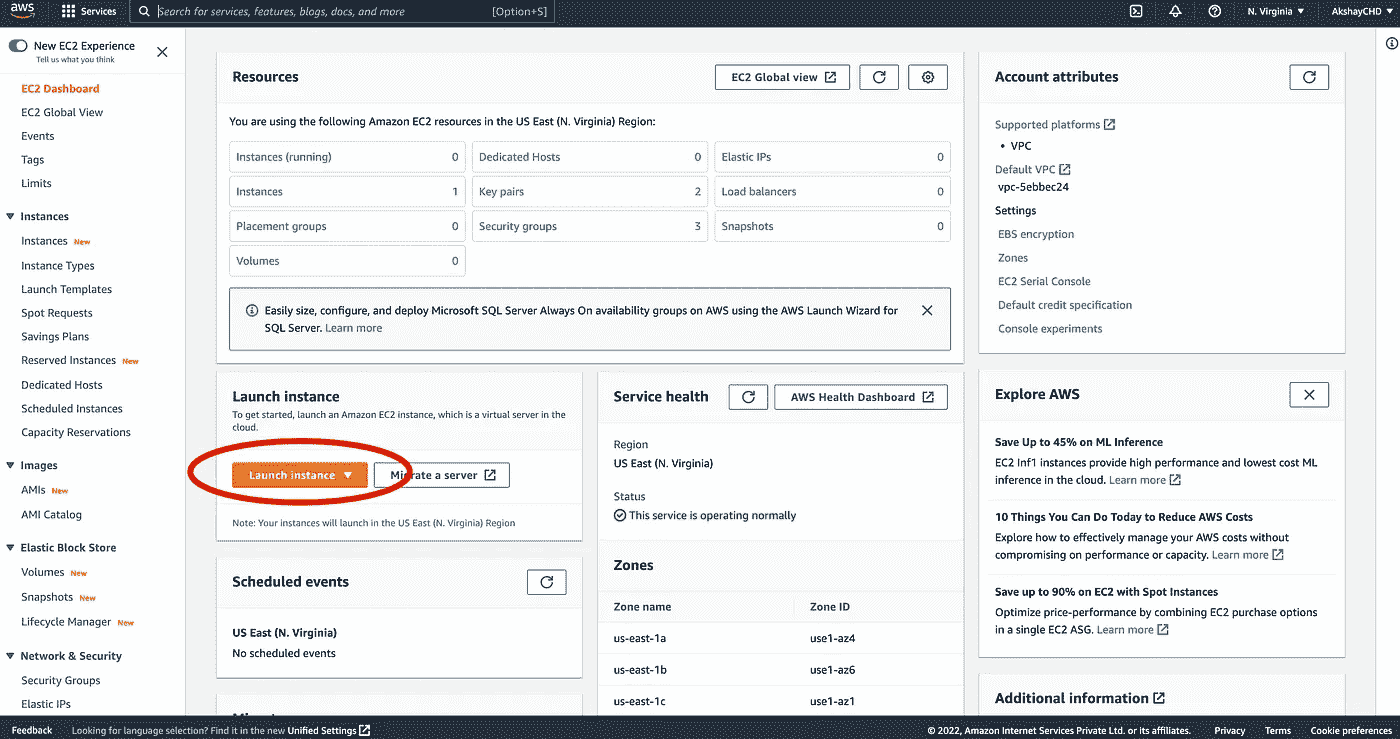 aws
Services
Search for services, features, blogs, docs, and more
[Option+S]
N. Virginia
AkshayCHD
New EC2 Experience
Tell us what you think
EC2 Dashboard
EC2 Global View
Events
Tags
Limits
Instances
Instances New
Instance Types
Launch Templates
Spot Requests
Savings Plans
Reserved Instances New
Dedicated Hosts
Scheduled Instances
Capacity Reservations
Images
AMIs New
AMI Catalog
Elastic Block Store
Volumes New
Snapshots New
Lifecycle Manager New
Network & Security
Security Groups
Elastic IPs
Resources
EC2 Global view
You are using the following Amazon EC2 resources in the US East (N. Virginia) Region:
Instances (running) 0
Dedicated Hosts 0
Elastic IPs 0
Instances 1
Key pairs 2
Load balancers 0
Placement groups 0
Security groups 3
Snapshots 0
Volumes 0
Easily size, configure, and deploy Microsoft SQL Server Always On availability groups on AWS using the AWS Launch Wizard for
SQL Server. Learn more
Launch instance
To get started, launch an Amazon EC2 instance, which is a virtual server in the
cloud.
Launch instance
Migrate a server
Note: Your instances will launch in the US East (N. Virginia) Region
Scheduled events
US East (N. Virginia)
No scheduled events
Service health
AWS Health Dashboard
Region
US East (N. Virginia)
Status
This service is operating normally
Zones
Zone name Zone ID
us-east-1a use1-az4
us-east-1b use1-az6
us-east-1c use1-az1
Account attributes
Supported platforms
• VPC
Default VPC
vpc-5ebbec24
Settings
EBS encryption
Zones
EC2 Serial Console
Default credit specification
Console experiments
Explore AWS
Save Up to 45% on ML Inference
EC2 Inf1 instances provide high performance and lowest cost ML
inference in the cloud. Learn more
10 Things You Can Do Today to Reduce AWS Costs
Explore how to effectively manage your AWS costs without
compromising on performance or capacity. Learn more
Save up to 90% on EC2 with Spot Instances
Optimize price-performance by combining EC2 purchase options
in a single EC2 ASG. Learn more
Additional information
Feedback
Looking for language selection? Find it in the new Unified Settings
© 2022, Amazon Internet Services Private Ltd. or its affiliates.
Privacy
Terms
Cookie preferences